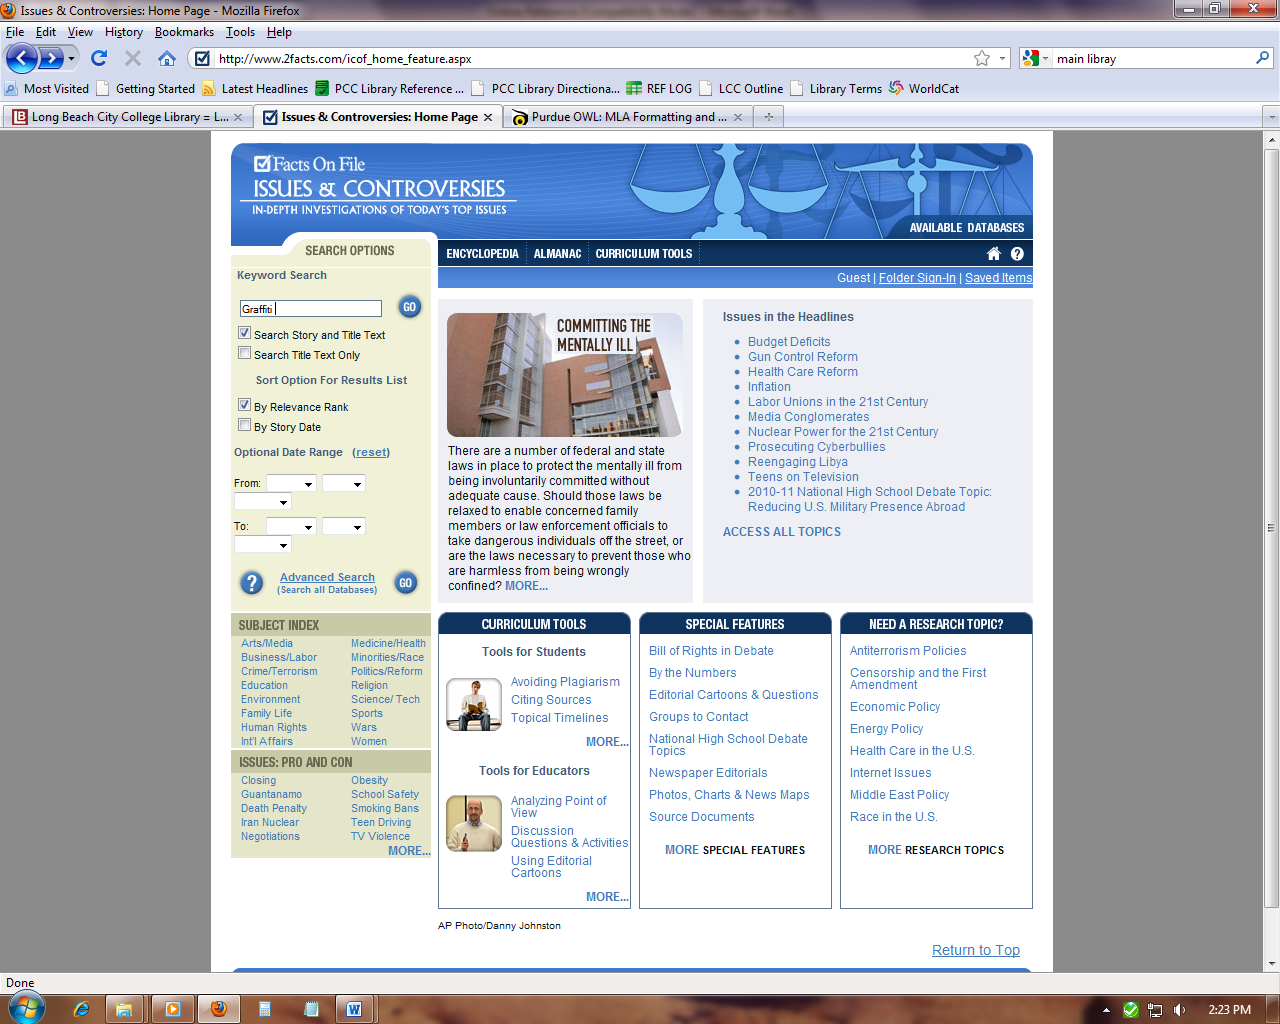 Issues & Controversies: Home Page - Mozilla Firefox
File Edit View History Bookmarks Tools Help
http://www.2facts.com/icof_home_feature.aspx
main libray
Most Visited Getting Started Latest Headlines PCC Library Reference ... PCC Library Directiona... REF LOG LCC Outline Library Terms WorldCat
Long Beach City College Library = L... Issues & Controversies: Home Page Purdue OWL: MLA Formatting and ...
Facts On File
ISSUES & CONTROVERSIES
IN-DEPTH INVESTIGATIONS OF TODAY'S TOP ISSUES
AVAILABLE DATABASES
SEARCH OPTIONS
ENCYCLOPEDIA ALMANAC CURRICULUM TOOLS
Guest | Folder Sign-In | Saved Items
Keyword Search
Graffiti
GO
Search Story and Title Text
Search Title Text Only
Sort Option For Results List
By Relevance Rank
By Story Date
Optional Date Range (reset)
From:
To:
Advanced Search
(Search all Databases)
GO
SUBJECT INDEX
Arts/Media Medicine/Health
Business/Labor Minorities/Race
Crime/Terrorism Politics/Reform
Education Religion
Environment Science/ Tech
Family Life Sports
Human Rights Wars
Int'l Affairs Women
ISSUES: PRO AND CON
Closing Obesity
Guantanamo School Safety
Death Penalty Smoking Bans
Iran Nuclear Teen Driving
Negotiations TV Violence
MORE...
COMMITTING THE
MENTALLY ILL
There are a number of federal and state
laws in place to protect the mentally ill from
being involuntarily committed without
adequate cause. Should those laws be
relaxed to enable concerned family
members or law enforcement officials to
take dangerous individuals off the street, or
are the laws necessary to prevent those who
are harmless from being wrongly
confined? MORE...
Issues in the Headlines
Budget Deficits
Gun Control Reform
Health Care Reform
Inflation
Labor Unions in the 21st Century
Media Conglomerates
Nuclear Power for the 21st Century
Prosecuting Cyberbullies
Reengaging Libya
Teens on Television
2010-11 National High School Debate Topic:
Reducing U.S. Military Presence Abroad
ACCESS ALL TOPICS
CURRICULUM TOOLS
Tools for Students
Avoiding Plagiarism
Citing Sources
Topical Timelines
MORE...
Tools for Educators
Analyzing Point of
View
Discussion
Questions & Activities
Using Editorial
Cartoons
MORE...
SPECIAL FEATURES
Bill of Rights in Debate
By the Numbers
Editorial Cartoons & Questions
Groups to Contact
National High School Debate
Topics
Newspaper Editorials
Photos, Charts & News Maps
Source Documents
MORE SPECIAL FEATURES
NEED A RESEARCH TOPIC?
Antiterrorism Policies
Censorship and the First
Amendment
Economic Policy
Energy Policy
Health Care in the U.S.
Internet Issues
Middle East Policy
Race in the U.S.
MORE RESEARCH TOPICS
AP Photo/Danny Johnston
Return to Top
Done
2:23 PM